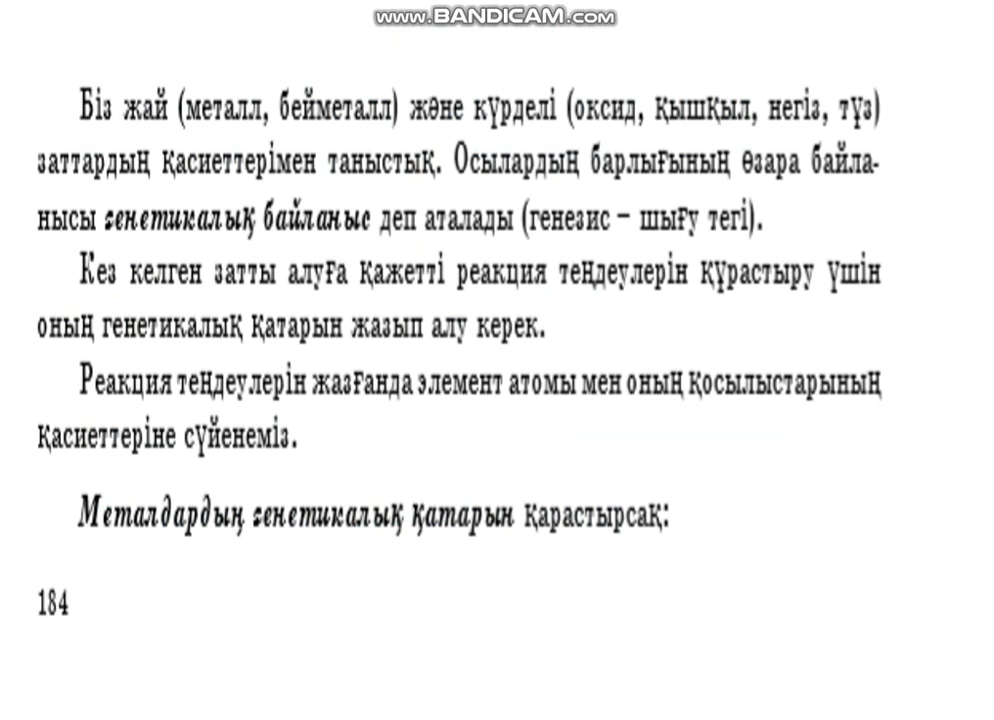 www.BANDICAM.com
Біз жай (металл, бейметалл) және күрделі (оксид, қышқыл, негіз, тұз)
заттардың қасиеттерімен таныстық. Осылардың барлығының өзара байла-
нысы генетикалық байланыс деп аталады (генезис – шығу тегі).
Кез келген затты алуға қажетті реакция теңдеулерін құрастыру үшін
оның генетикалық қатарын жазып алу керек.
Реакция теңдеулерін жазғанда элемент атомы мен оның қосылыстарының
қасиеттеріне сүйенеміз.
Металдардың генетикалық қатарын қарастырсақ:
184